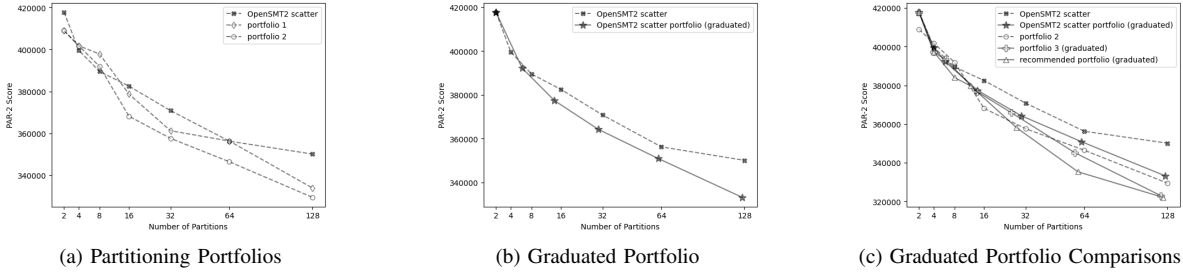 420000
400000
380000
360000
340000
PAR-2 Score
2 4 8 16 32 64 128
Number of Partitions
OpenSMT2 scatter
portfolio 1
portfolio 2
(a) Partitioning Portfolios
420000
400000
380000
360000
340000
PAR-2 Score
2 4 8 16 32 64 128
Number of Partitions
OpenSMT2 scatter
OpenSMT2 scatter portfolio (graduated)
(b) Graduated Portfolio
420000
400000
380000
360000
340000
320000
PAR-2 Score
2 4 8 16 32 64 128
Number of Partitions
OpenSMT2 scatter
OpenSMT2 scatter portfolio (graduated)
portfolio 2
portfolio 3 (graduated)
recommended portfolio (graduated)
(c) Graduated Portfolio Comparisons